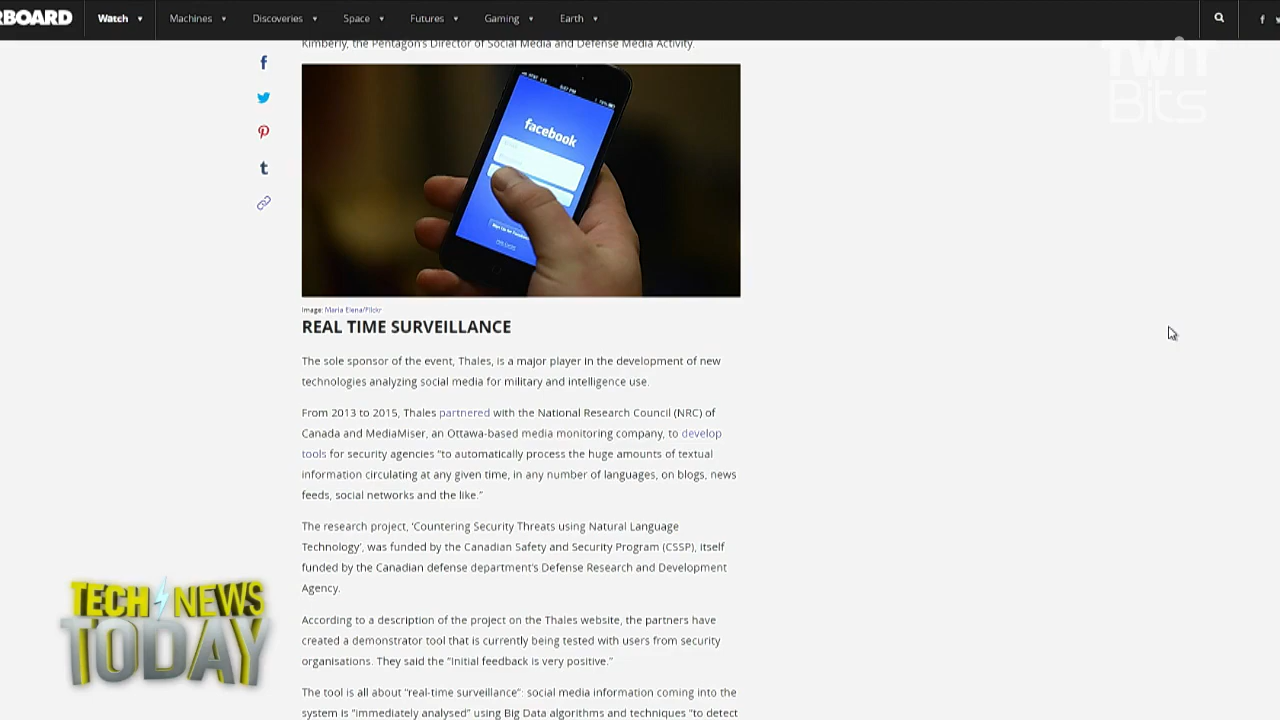 RBOARD
Watch
Machines
Discoveries
Space
Futures
Gaming
Earth
Kimberly, the Pentagon's Director of Social Media and Defense Media Activity.
TWiT
Bits
facebook
Image: Maria Elena/Flickr
REAL TIME SURVEILLANCE
The sole sponsor of the event, Thales, is a major player in the development of new
technologies analyzing social media for military and intelligence use.
From 2013 to 2015, Thales partnered with the National Research Council (NRC) of
Canada and MediaMiser, an Ottawa-based media monitoring company, to develop
tools for security agencies “to automatically process the huge amounts of textual
information circulating at any given time, in any number of languages, on blogs, news
feeds, social networks and the like.”
The research project, ‘Countering Security Threats using Natural Language
Technology’, was funded by the Canadian Safety and Security Program (CSSP), itself
funded by the Canadian defense department’s Defense Research and Development
Agency.
According to a description of the project on the Thales website, the partners have
created a demonstrator tool that is currently being tested with users from security
organisations. They said the “Initial feedback is very positive.”
The tool is all about “real-time surveillance”: social media information coming into the
system is “immediately analysed” using Big Data algorithms and techniques “to detect
TECH NEWS
TODAY